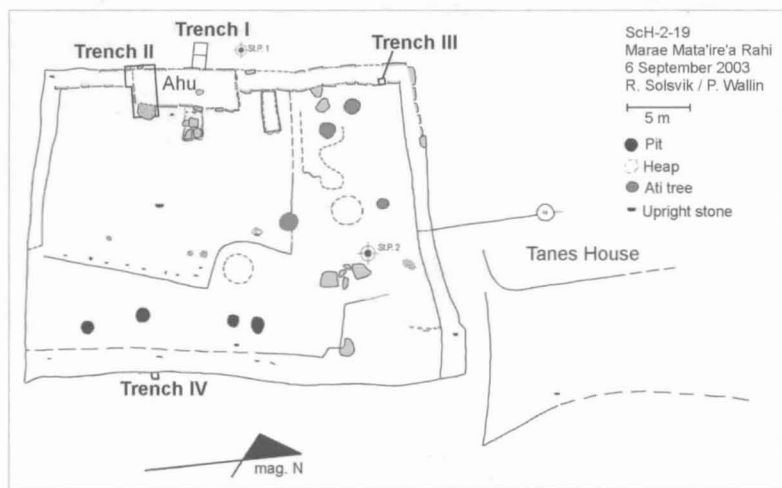 Trench I
Trench II
St.P. 1
Trench III
Ahu
ScH-2-19
Marae Mata'ire'a Rahi
6 September 2003
R. Solsvik / P. Wallin
5 m
Pit
Heap
Ati tree
Upright stone
St.P. 2
Tanes House
Trench IV
mag. N